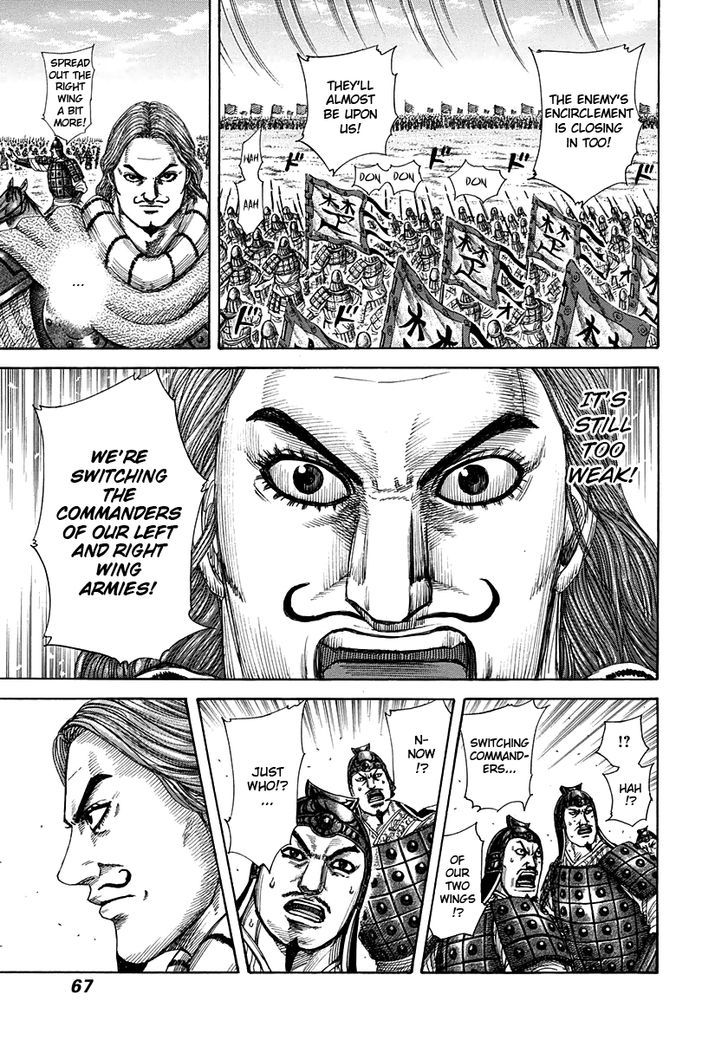 THE ENEMY'S
ENCIRCLEMENT
IS CLOSING
IN TOO!
THEY'LL
ALMOST
BE UPON
US!
ド
ド
ド
DON
DON
DON
HAH
AAH
ド
ド
SPREAD
OUT THE
RIGHT
WING
A BIT
MORE!
...
IT'S
STILL
TOO
WEAK!
WE'RE
SWITCHING
THE
COMMANDERS
OF OUR LEFT
AND RIGHT
WING
ARMIES!
!?
HAH
!?
SWITCHING
COMMAND-
ERS...
OF
OUR TWO
WINGS
!?
N-
NOW
!?
JUST
WHO!?
...
67